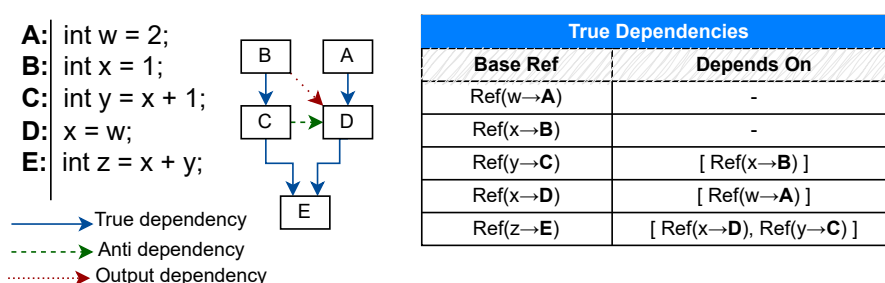 A: int w = 2;
B: int x = 1;
C: int y = x + 1;
D: x = w;
E: int z = x + y;
B A
C D
E
True dependency
Anti dependency
Output dependency
True Dependencies
Base Ref Depends On
Ref(w→A) -
Ref(x→B) -
Ref(y→C) [ Ref(x→B) ]
Ref(x→D) [ Ref(w→A) ]
Ref(z→E) [ Ref(x→D), Ref(y→C) ]